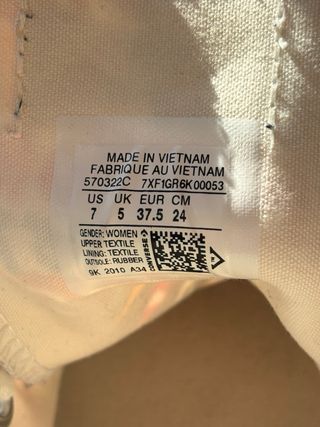 MADE IN VIETNAM
FABRIQUE AU VIETNAM
570322C 7XF1GR6K00053
US UK EUR CM
7 5 37.5 24
GENDER: WOMEN
UPPER TEXTILE
LINING: TEXTILE
OUTSOLE: RUBBER
9K 2010 A34
CONVERSE